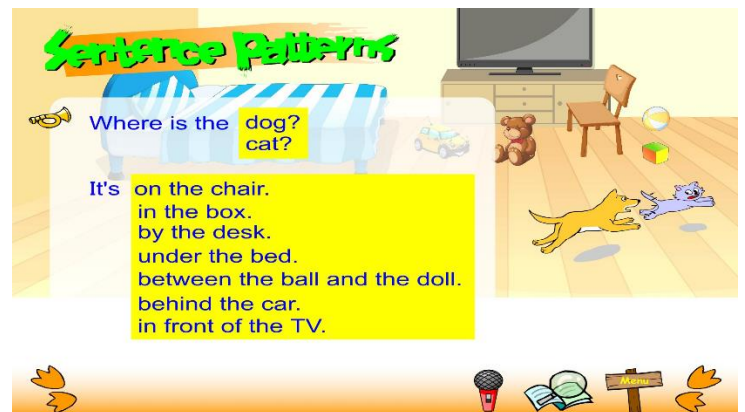 Sentence Patterns
Where is the dog?
cat?
It's on the chair.
in the box.
by the desk.
under the bed.
between the ball and the doll.
behind the car.
in front of the TV.
Menu